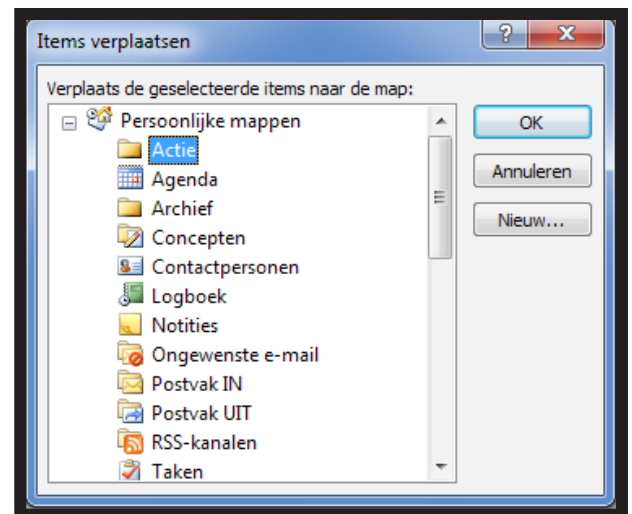 Items verplaatsen
?
X
Verplaats de geselecteerde items naar de map:
Persoonlijke mappen
Actie
Agenda
Archief
Concepten
Contactpersonen
Logboek
Notities
Ongewenste e-mail
Postvak IN
Postvak UIT
RSS-kanalen
Taken
OK
Annuleren
Nieuw...